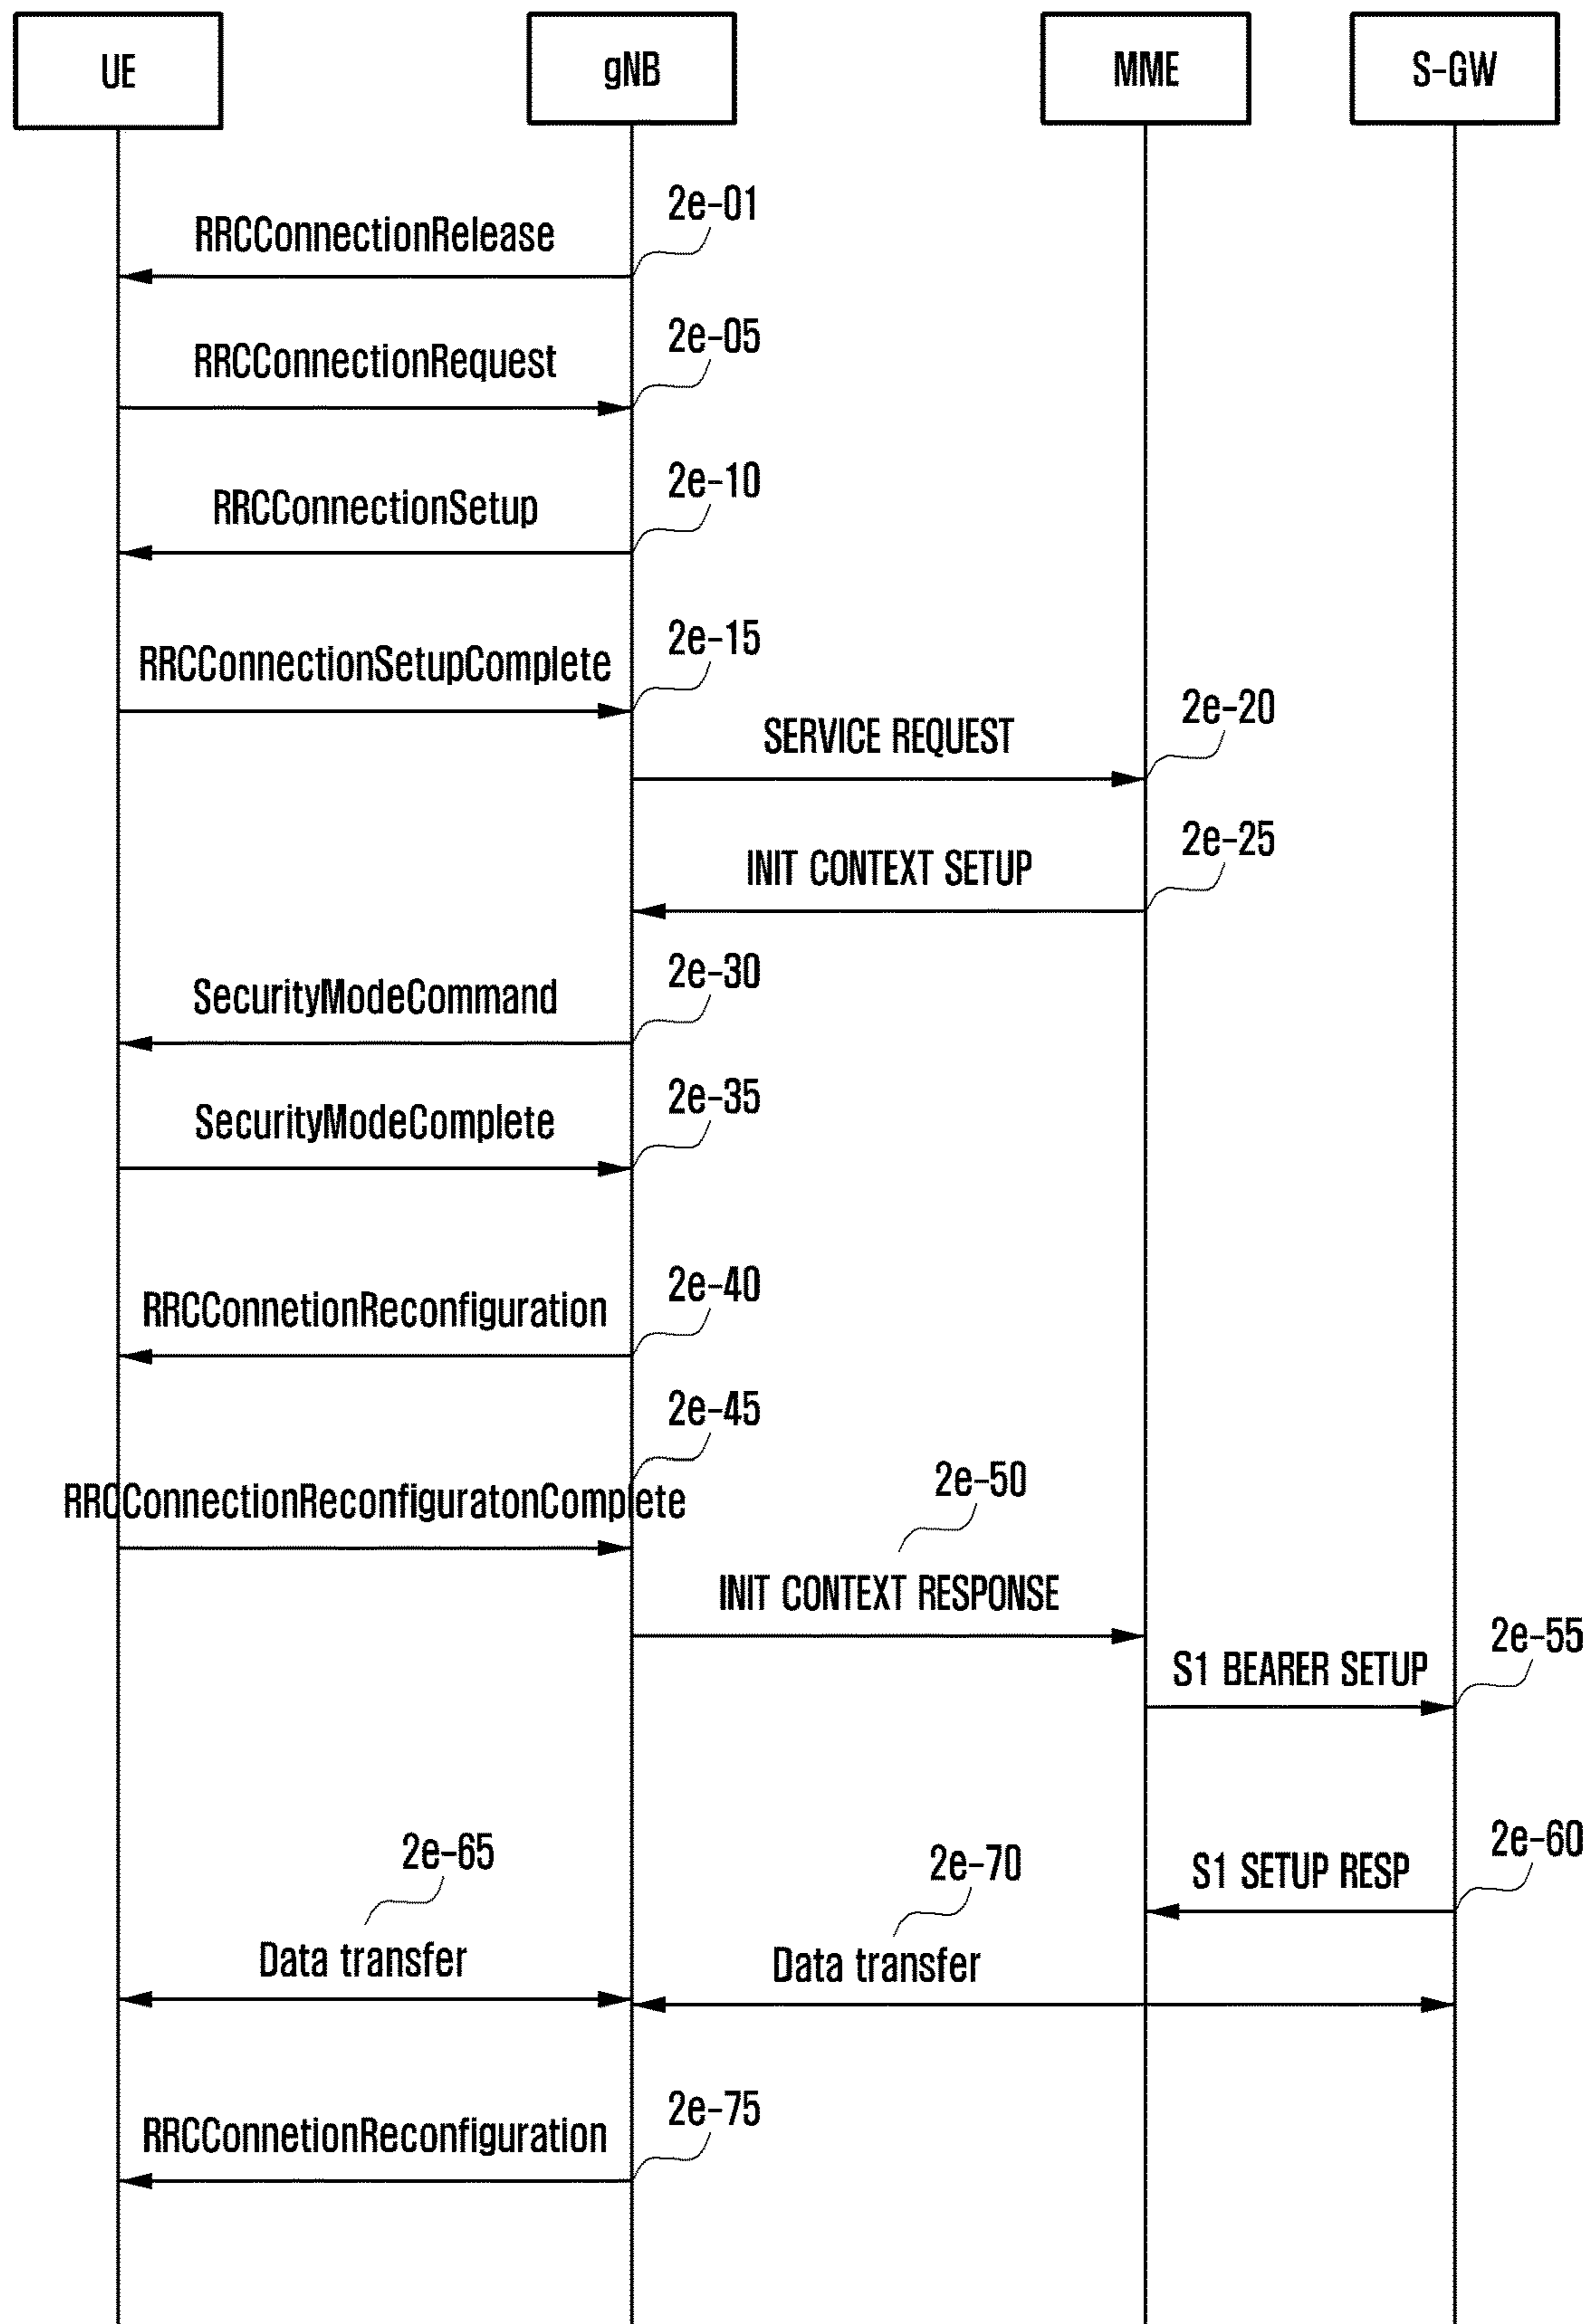 UE
gNB
MME
S-GW
2e-01
RRCConnectionRelease
2e-05
RRCConnectionRequest
2e-10
RRCConnectionSetup
2e-15
RRCConnectionSetupComplete
2e-20
SERVICE REQUEST
2e-25
INIT CONTEXT SETUP
2e-30
SecurityModeCommand
2e-35
SecurityModeComplete
2e-40
RRCConnetionReconfiguration
2e-45
RRCConnectionReconfiguratonComplete
2e-50
INIT CONTEXT RESPONSE
2e-55
S1 BEARER SETUP
2e-60
S1 SETUP RESP
2e-65
Data transfer
2e-70
Data transfer
2e-75
RRCConnetionReconfiguration